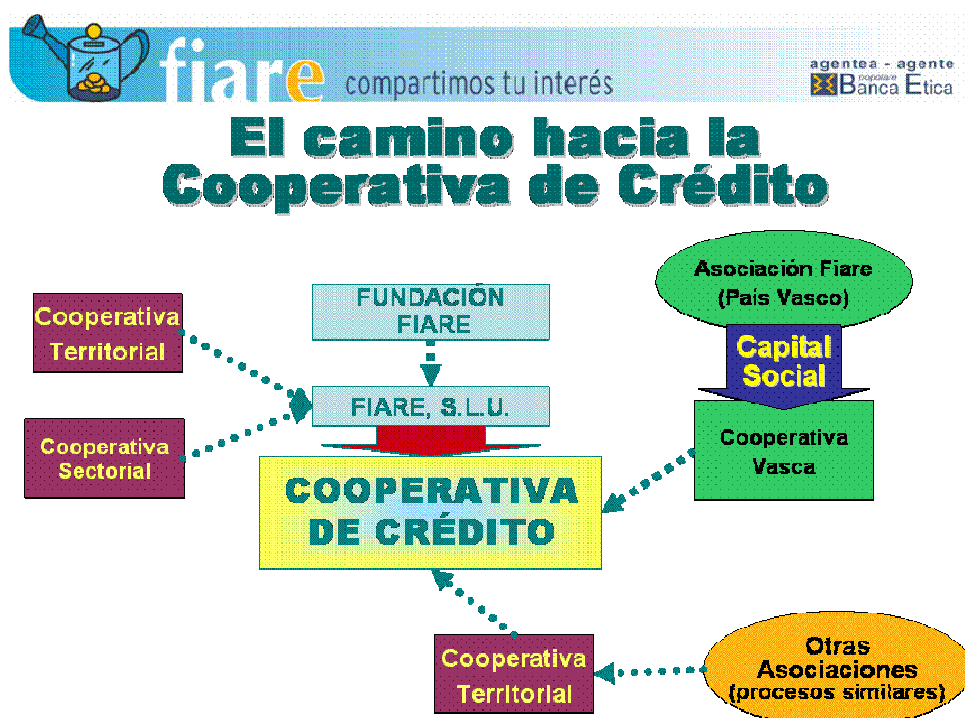 fiare compartimos tu interés
agentea - agente
popolare
Banca Etica
El camino hacia la
Cooperativa de Crédito
Asociación Fiare
(País Vasco)
Cooperativa
Territorial
FUNDACIÓN
FIARE
Capital
Social
FIARE, S.L.U.
Cooperativa
Sectorial
Cooperativa
Vasca
COOPERATIVA
DE CRÉDITO
Cooperativa
Territorial
Otras
Asociaciones
(procesos similares)